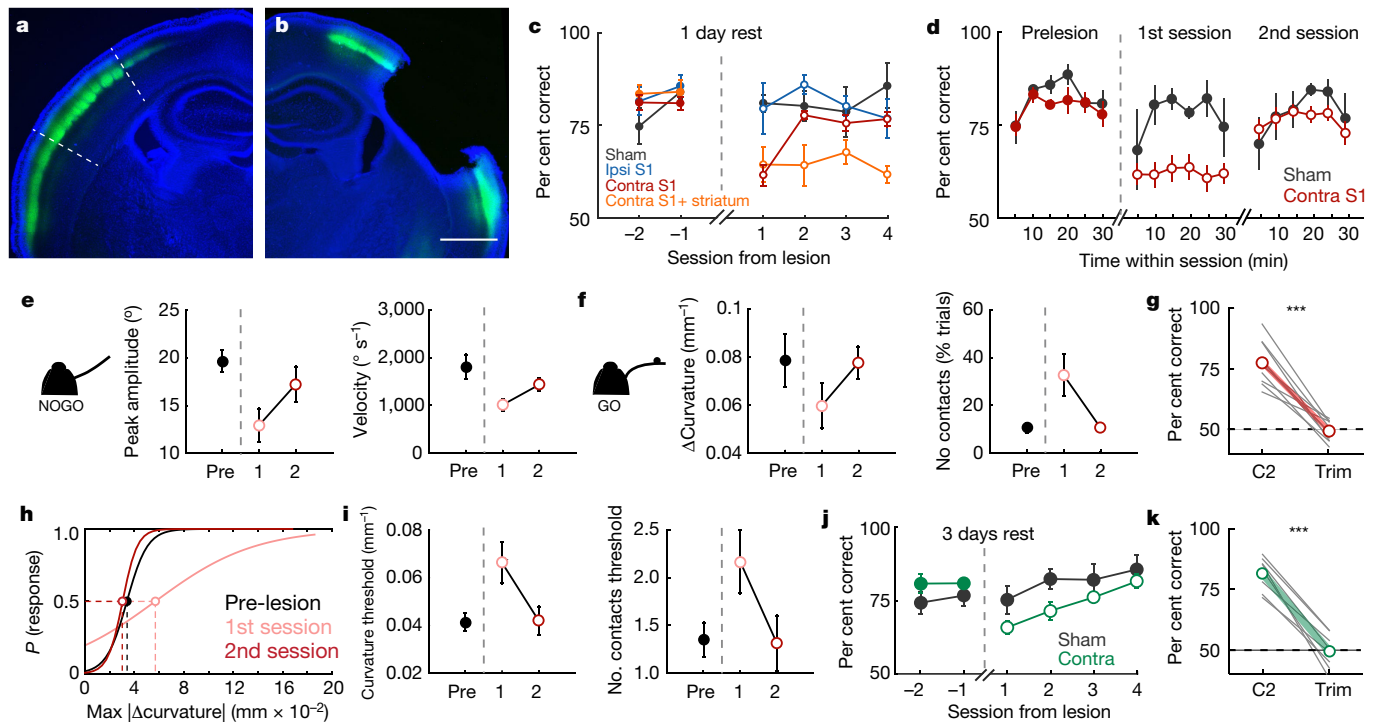 a
b
c
1 day rest
Per cent correct
100
75
50
Sham
Ipsi S1
Contra S1
Contra S1+ striatum
−2
−1
1
2
3
4
Session from lesion
d
Prelesion
1st session
2nd session
Per cent correct
100
75
50
Sham
Contra S1
10
20
30
10
20
30
10
20
30
Time within session (min)
e
NOGO
Peak amplitude (º)
25
20
15
10
Pre
1
2
Velocity (° s−1)
3,000
2,000
1,000
0
Pre
1
2
f
GO
ΔCurvature (mm−1)
0.1
0.08
0.06
0.04
Pre
1
2
No contacts (% trials)
60
40
20
0
Pre
1
2
g
Per cent correct
100
75
50
***
C2
Trim
h
P (response)
1.0
0.5
0
Pre-lesion
1st session
2nd session
0
4
8
12
16
20
Max |Δcurvature| (mm × 10−2)
i
Curvature threshold (mm−1)
0.08
0.06
0.04
0.02
Pre
1
2
No. contacts threshold
2.5
2.0
1.5
1.0
Pre
1
2
j
3 days rest
Per cent correct
100
75
50
Sham
Contra
−2
−1
1
2
3
4
Session from lesion
k
Per cent correct
100
75
50
***
C2
Trim